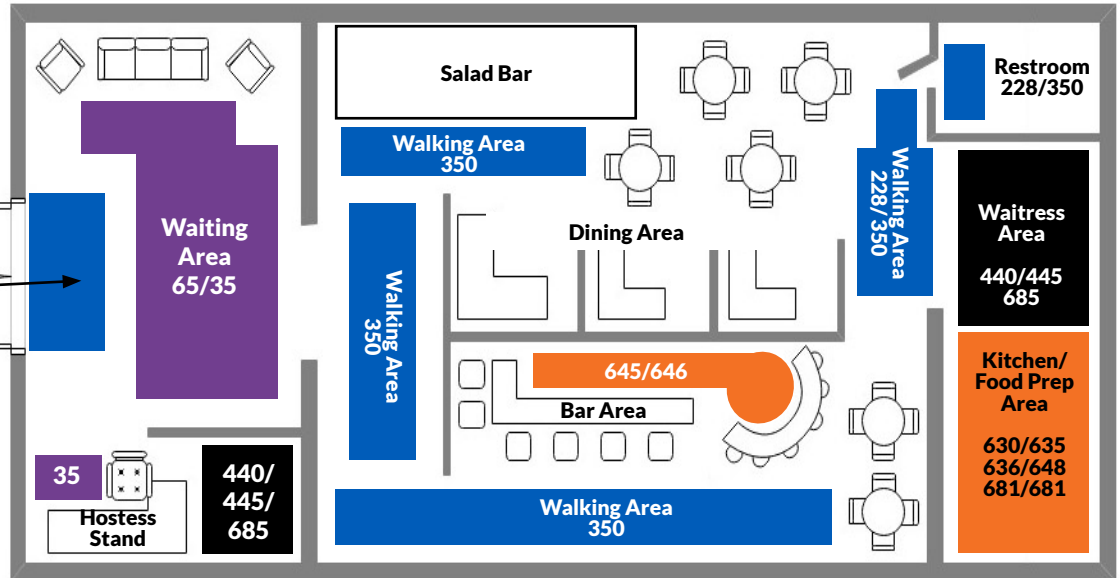 Salad Bar
Restroom
228/350
Walking Area
350
Walking Area
228/350
Waiting
Area
65/35
Dining Area
Waitress
Area
440/445
685
Walking Area
350
645/646
Bar Area
Kitchen/
Food Prep
Area
630/635
636/648
681/681
35
Hostess
Stand
440/
445/
685
Walking Area
350